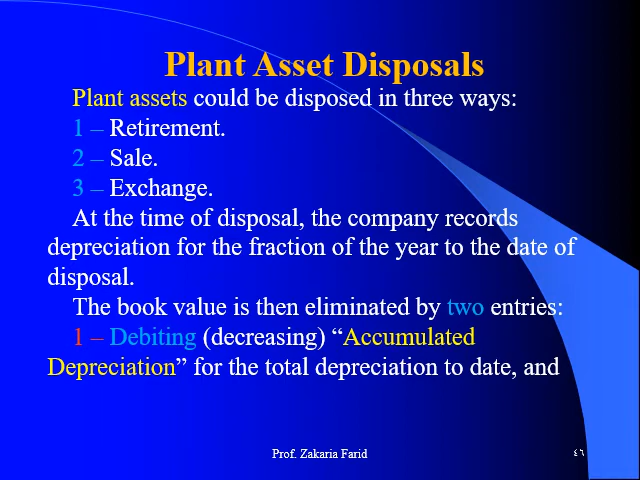 Plant Asset Disposals
Plant assets could be disposed in three ways:
1 – Retirement.
2 – Sale.
3 – Exchange.
At the time of disposal, the company records
depreciation for the fraction of the year to the date of
disposal.
The book value is then eliminated by two entries:
1 – Debiting (decreasing) “Accumulated
Depreciation” for the total depreciation to date, and
Prof. Zakaria Farid
٤٦